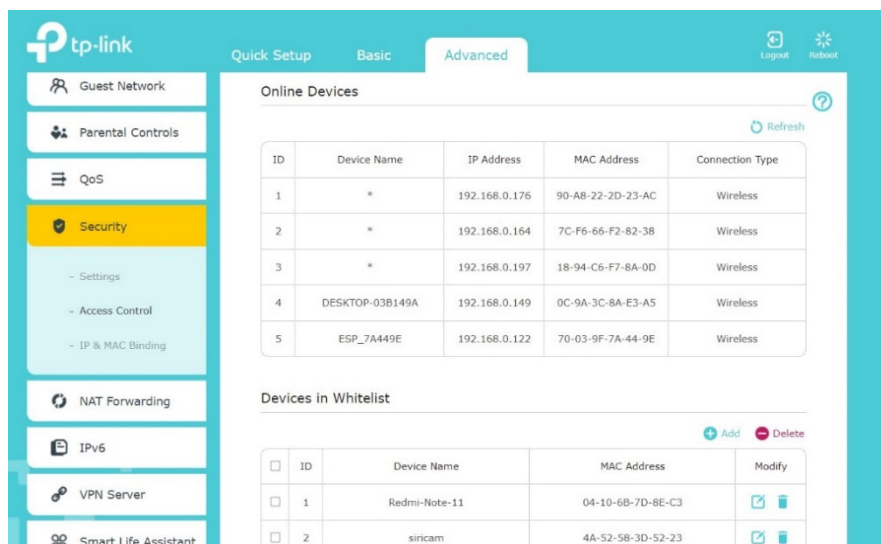 tp-link
Quick Setup Basic Advanced Logout Reboot
Guest Network
Parental Controls
QoS
Security
- Settings
- Access Control
- IP & MAC Binding
NAT Forwarding
IPv6
VPN Server
Smart Life Assistant
Online Devices
?
Refresh
ID Device Name IP Address MAC Address Connection Type
1 * 192.168.0.176 90-A8-22-2D-23-AC Wireless
2 * 192.168.0.164 7C-F6-66-F2-82-38 Wireless
3 * 192.168.0.197 18-94-C6-F7-8A-0D Wireless
4 DESKTOP-03B149A 192.168.0.149 0C-9A-3C-8A-E3-A5 Wireless
5 ESP_7A449E 192.168.0.122 70-03-9F-7A-44-9E Wireless
Devices in Whitelist
Add Delete
ID Device Name MAC Address Modify
1 Redmi-Note-11 04-10-6B-7D-8E-C3
2 siricam 4A-52-58-3D-52-23